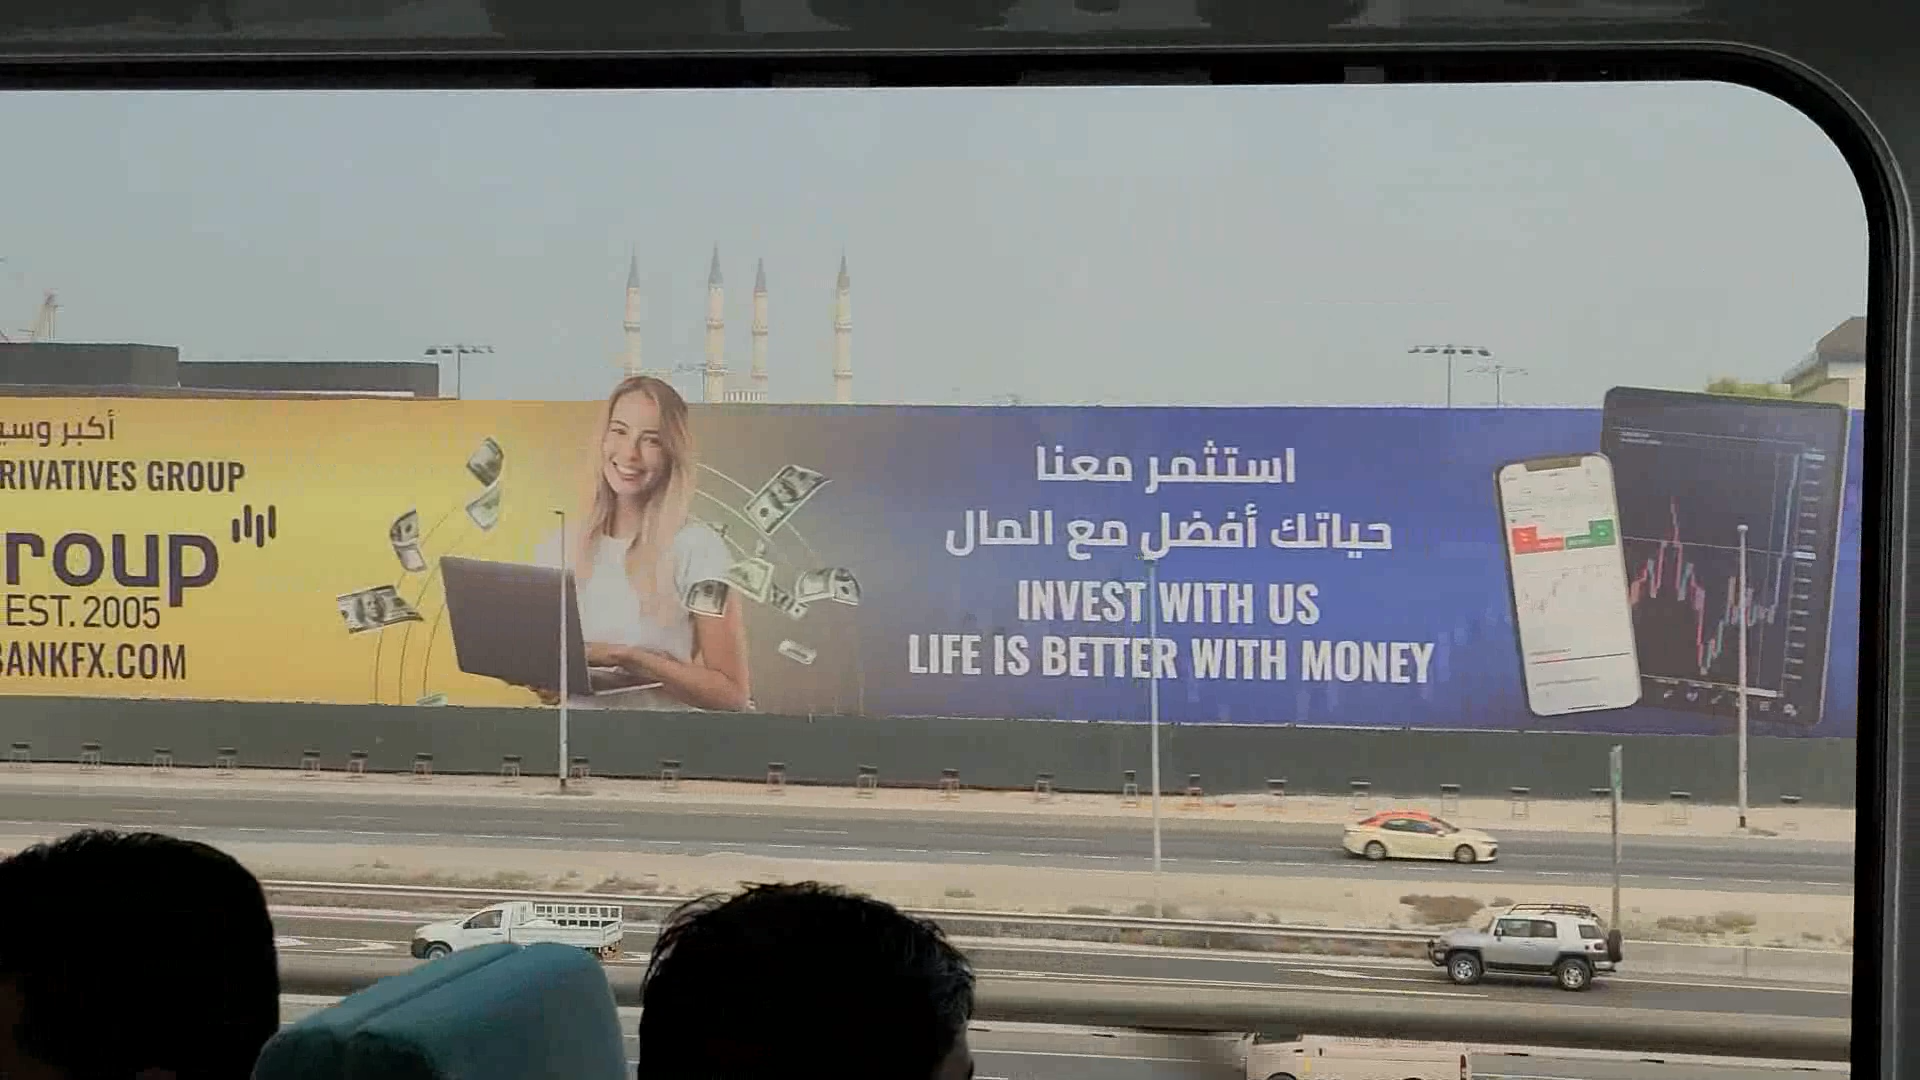 أكبر
RIVATIVES GROUP
roup
EST. 2005
BANKFX.COM
استثمر معنا
حياتك أفضل مع المال
INVEST WITH US
LIFE IS BETTER WITH MONEY